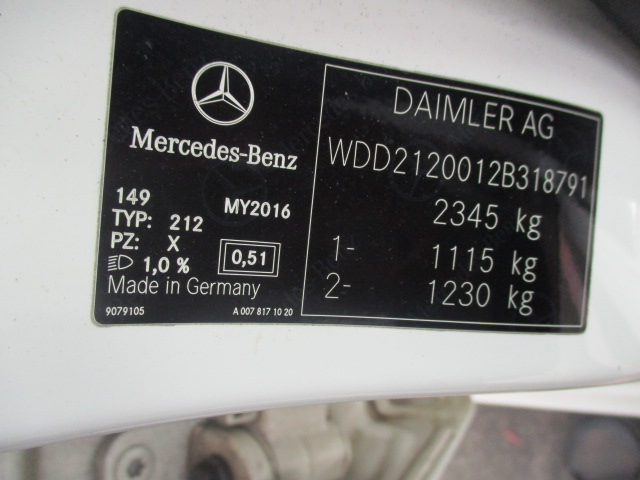 Mercedes-Benz
149
MY2016
TYP: 212
PZ: X
1,0 %
0,51
Made in Germany
9079105
A 007 817 10 20
DAIMLER AG
WDD2120012B318791
2345 kg
1- 1115 kg
2- 1230 kg